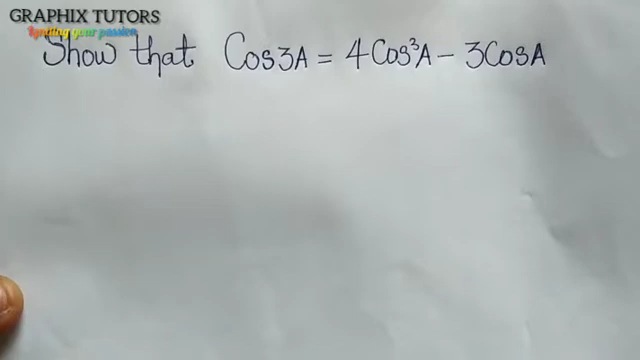 GRAPHIX TUTORS
Igniting your passion
Show that Cos3A = 4Cos³A - 3CosA